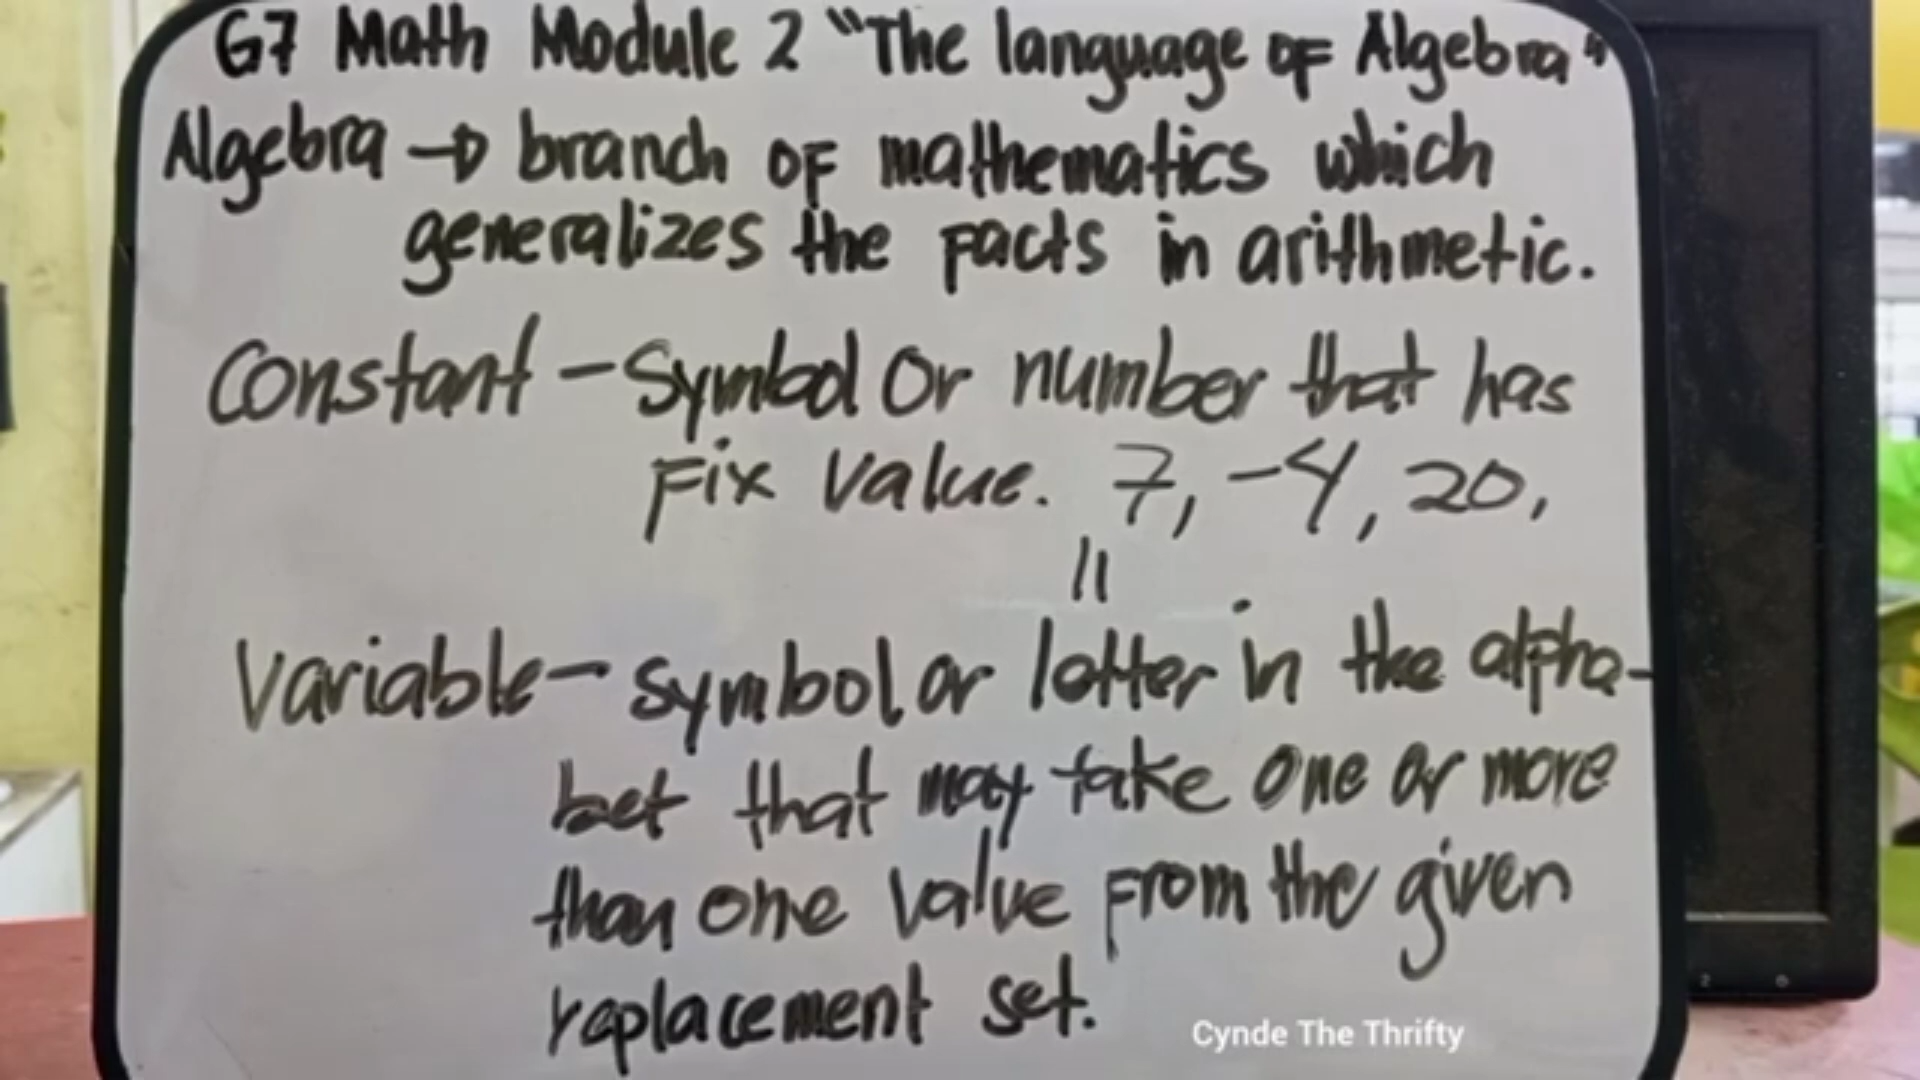 G7 Math Module 2 "The language of Algebra"
Algebra → branch of mathematics which
generalizes the facts in arithmetic.
Constant - Symbol or number that has
Fix value. 7, -4, 20,
11
Variable - symbol or letter in the alpha-
bet that may take one or more
than one value from the given
replacement set.
Cynde The Thrifty